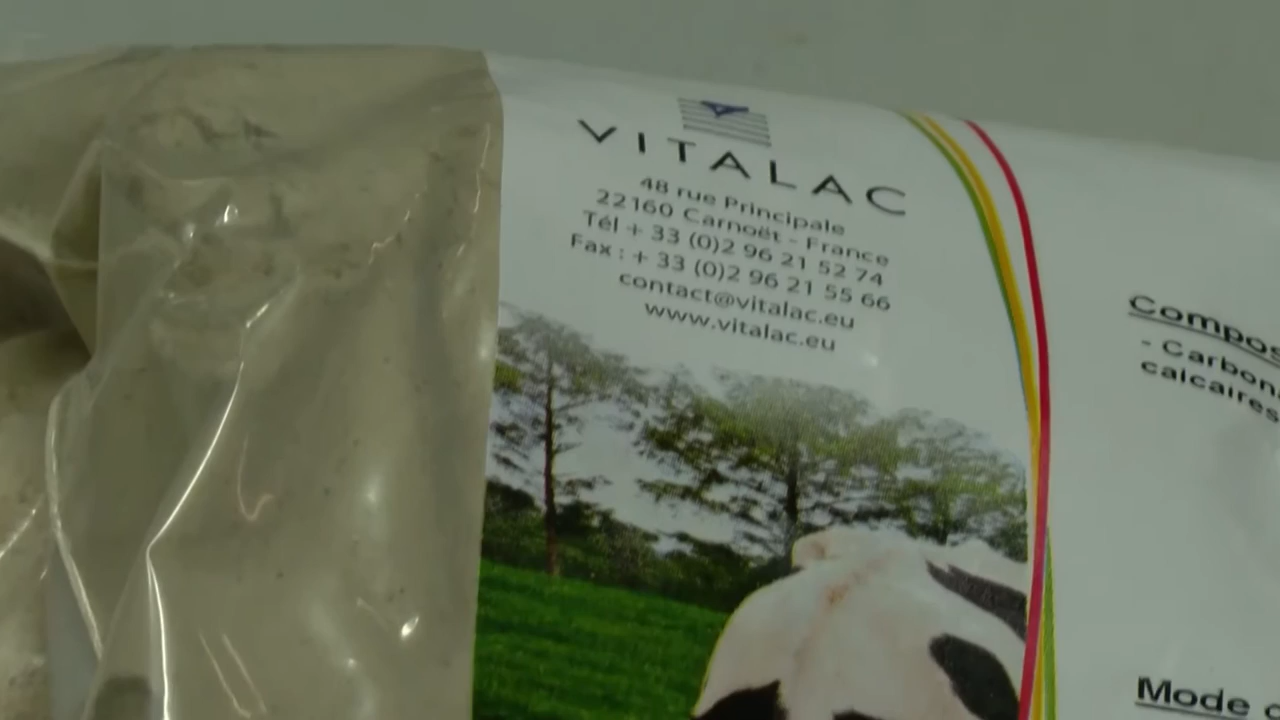 VITALAC
48 rue Principale
22160 Carnoët - France
Tél + 33 (0)2 96 21 52 74
Fax : + 33 (0)2 96 21 55 66
contact@vitalac.eu
www.vitalac.eu
Compos
- Carbon
calcaires
Mode